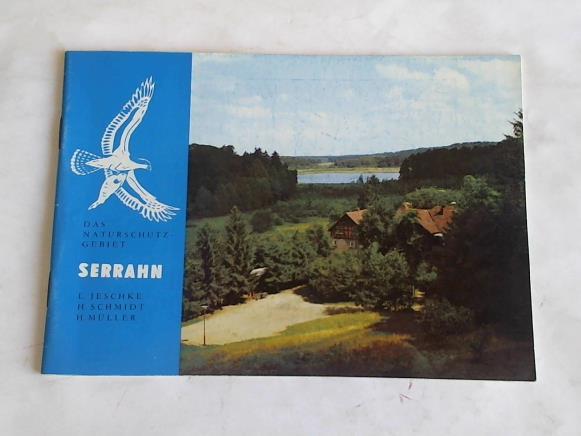 DAS
NATURSCHUTZ-
GEBIET
SERRAHN
L. JESCHKE
H. SCHMIDT
H. MÜLLER